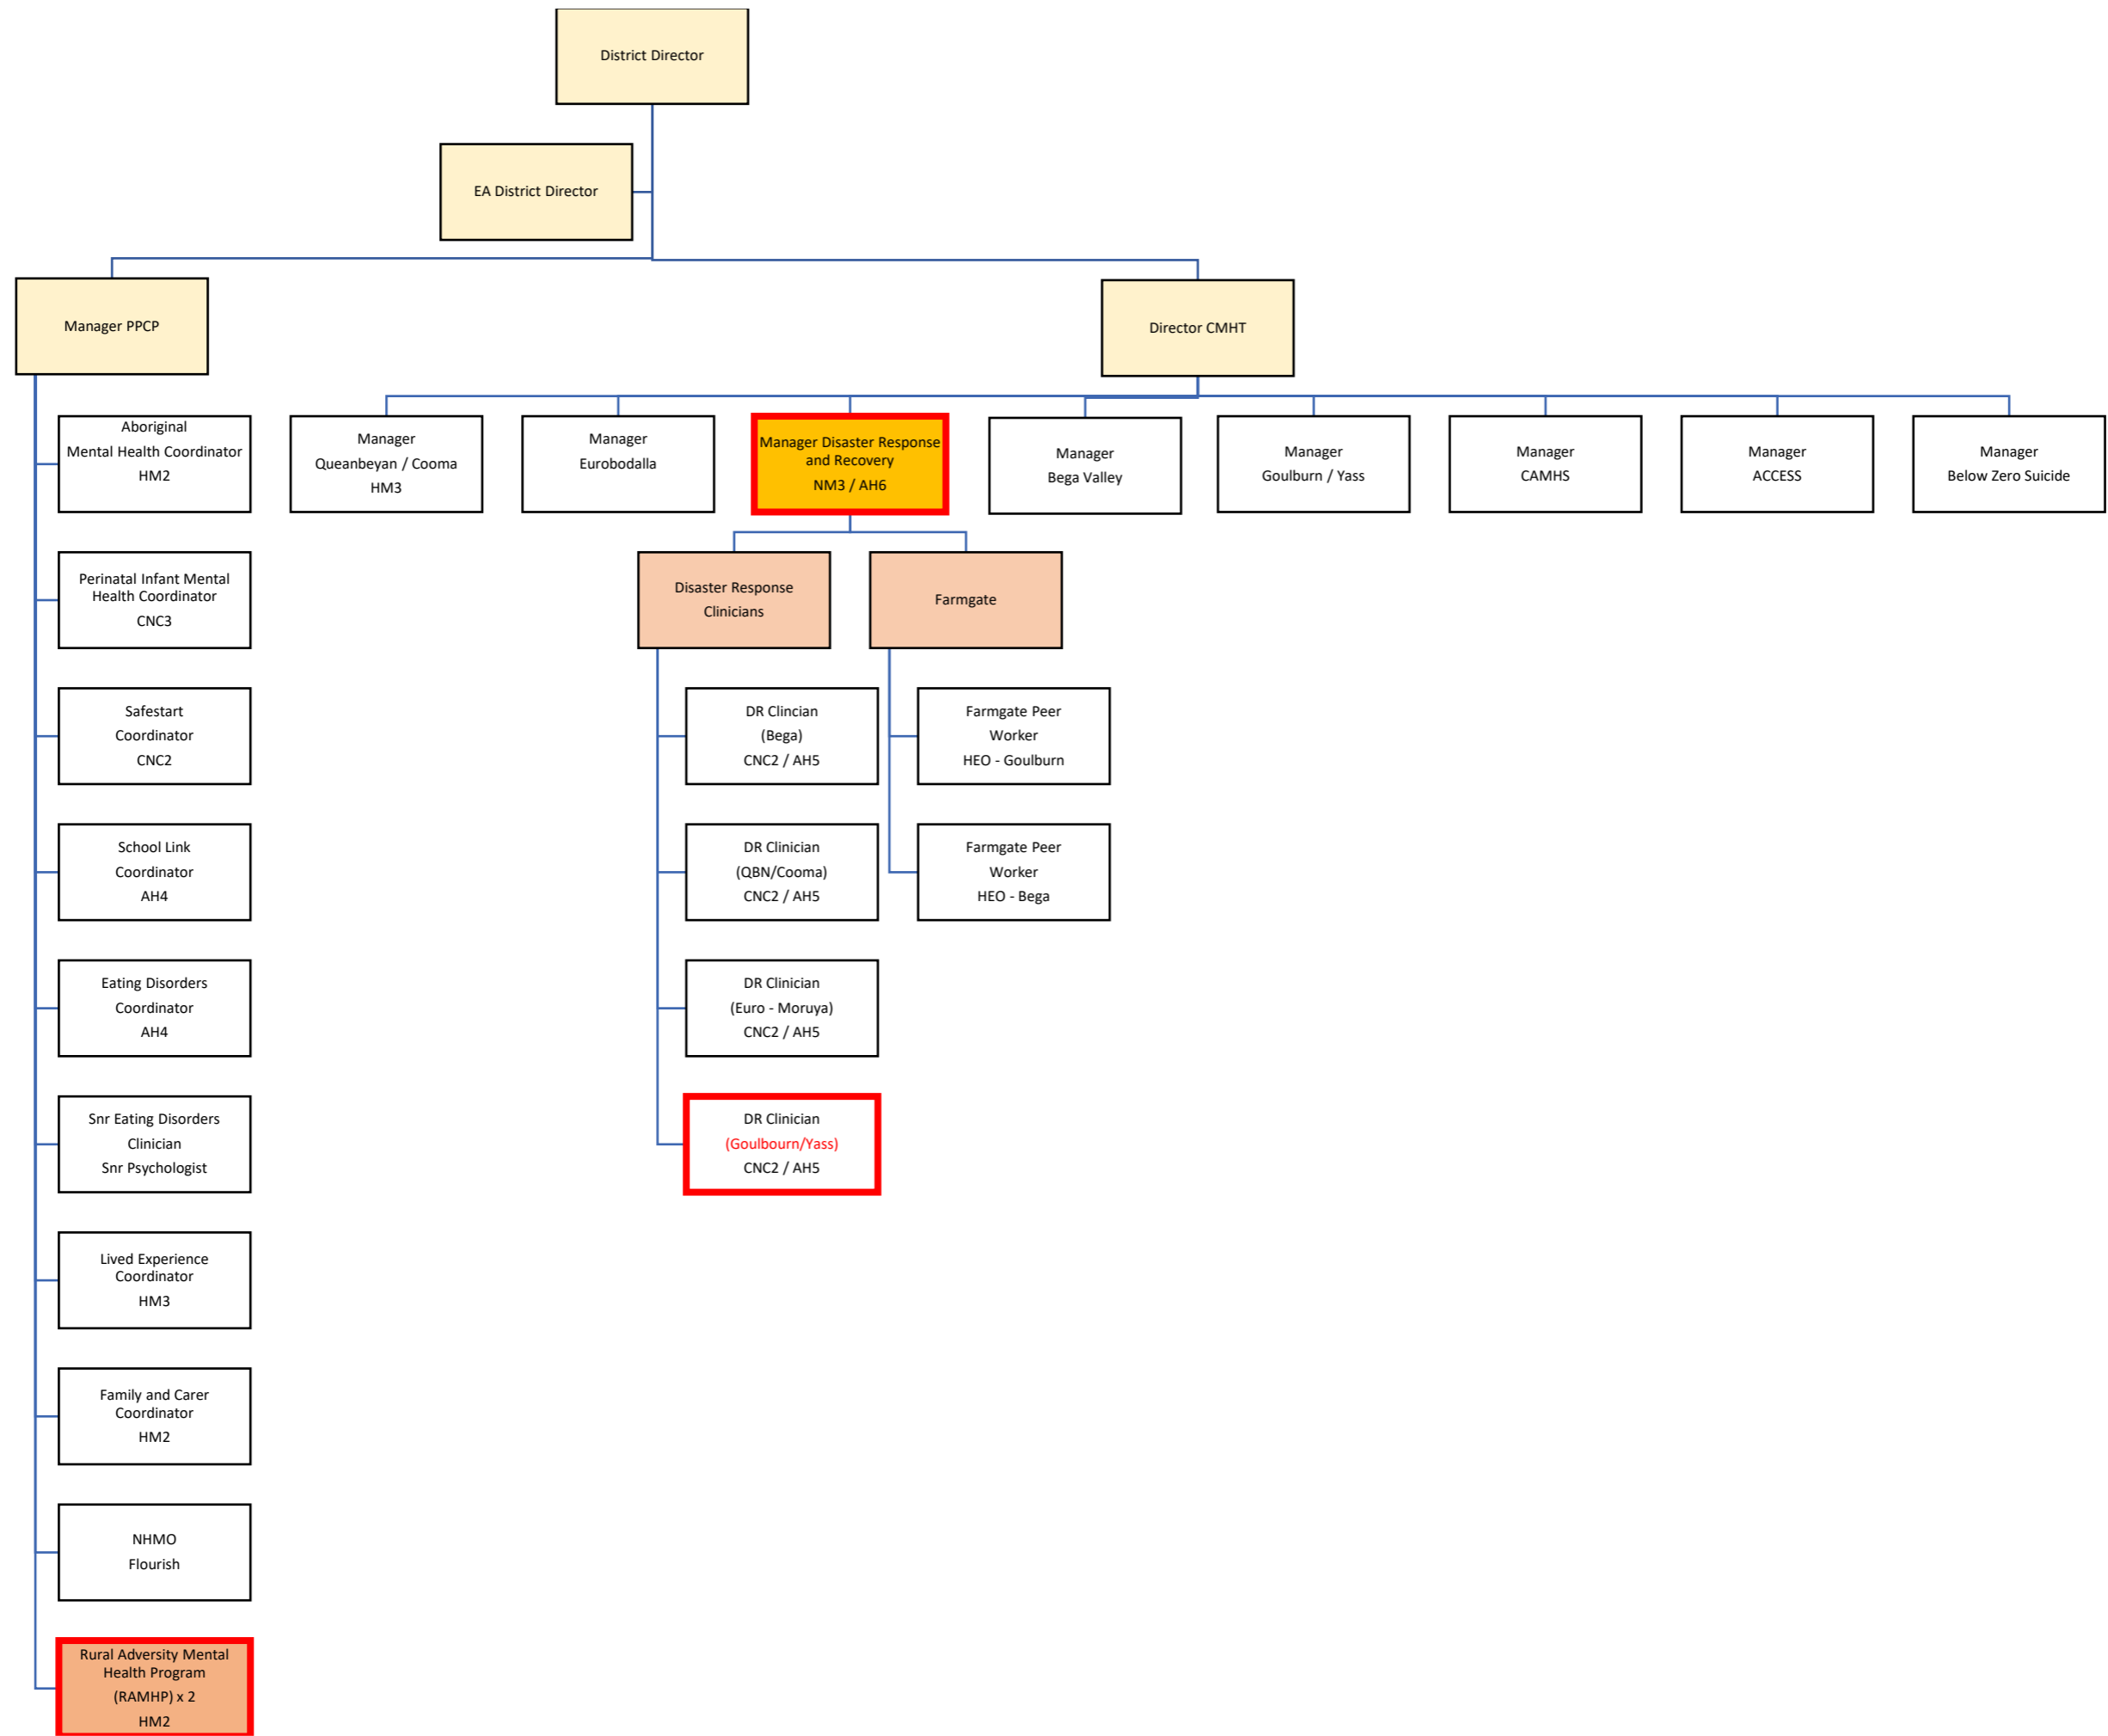 District Director
EA District Director
Manager PPCP
Director CMHT
Aboriginal
Mental Health Coordinator
HM2
Perinatal Infant Mental
Health Coordinator
CNC3
Safestart
Coordinator
CNC2
School Link
Coordinator
AH4
Eating Disorders
Coordinator
AH4
Snr Eating Disorders
Clinician
Snr Psychologist
Lived Experience
Coordinator
HM3
Family and Carer
Coordinator
HM2
NHMO
Flourish
Rural Adversity Mental
Health Program
(RAMHP) x 2
HM2
Manager
Queanbeyan / Cooma
HM3
Manager
Eurobodalla
Manager Disaster Response
and Recovery
NM3 / AH6
Manager
Bega Valley
Manager
Goulburn / Yass
Manager
CAMHS
Manager
ACCESS
Manager
Below Zero Suicide
Disaster Response
Clinicians
DR Clincian
(Bega)
CNC2 / AH5
DR Clinician
(QBN/Cooma)
CNC2 / AH5
DR Clinician
(Euro - Moruya)
CNC2 / AH5
DR Clinician
(Goulbourn/Yass)
CNC2 / AH5
Farmgate
Farmgate Peer
Worker
HEO - Goulburn
Farmgate Peer
Worker
HEO - Bega